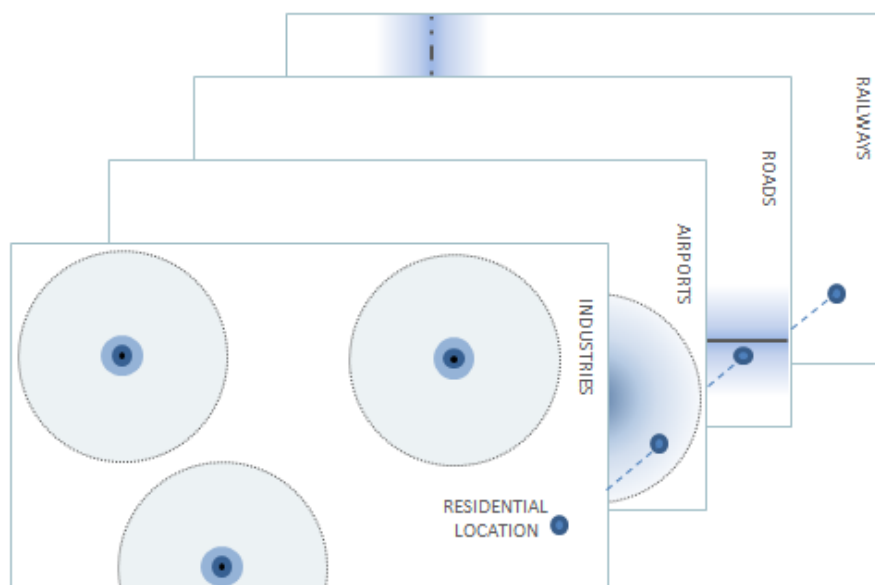 RAILWAYS
ROADS
AIRPORTS
INDUSTRIES
RESIDENTIAL
LOCATION